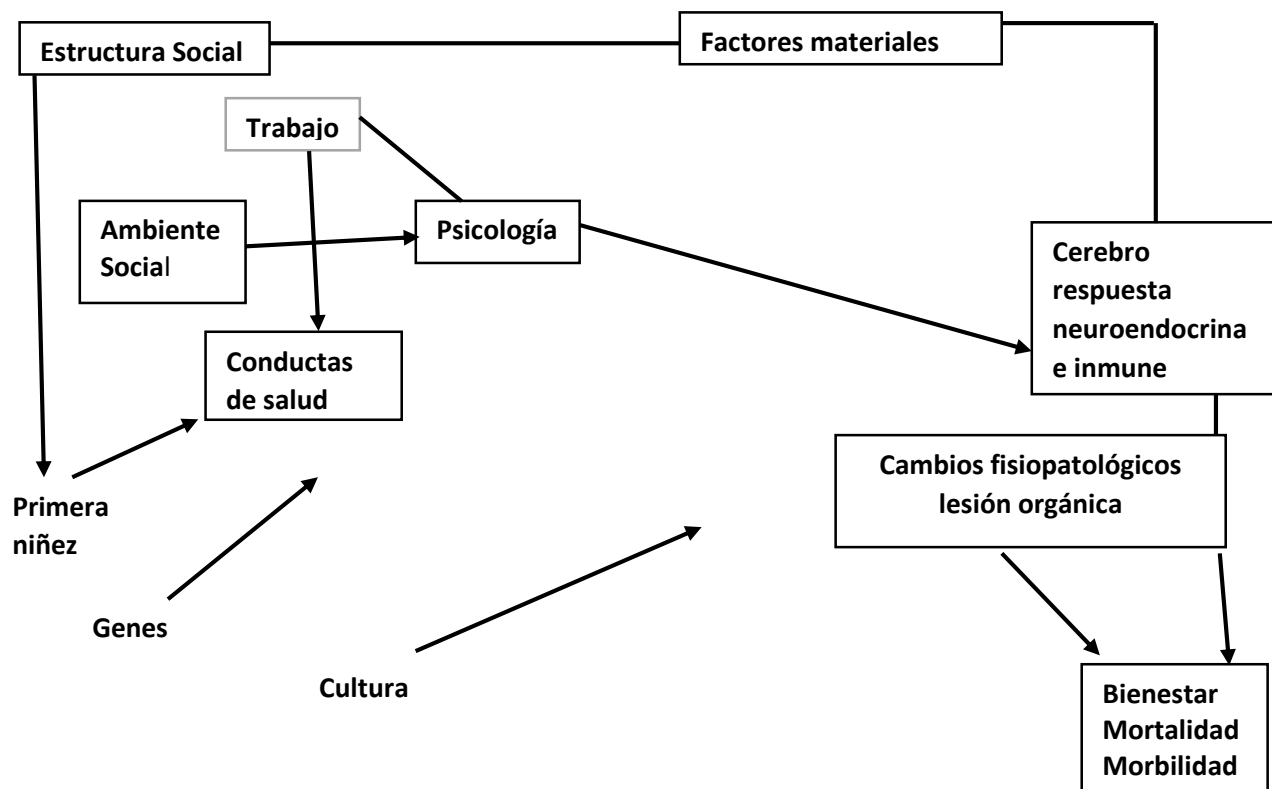 Estructura Social
Factores materiales
Trabajo
Ambiente
Social
Psicología
Cerebro
respuesta
neuroendocrina
e inmune
Conductas
de salud
Cambios fisiopatológicos
lesión orgánica
Primera
niñez
Genes
Cultura
Bienestar
Mortalidad
Morbilidad